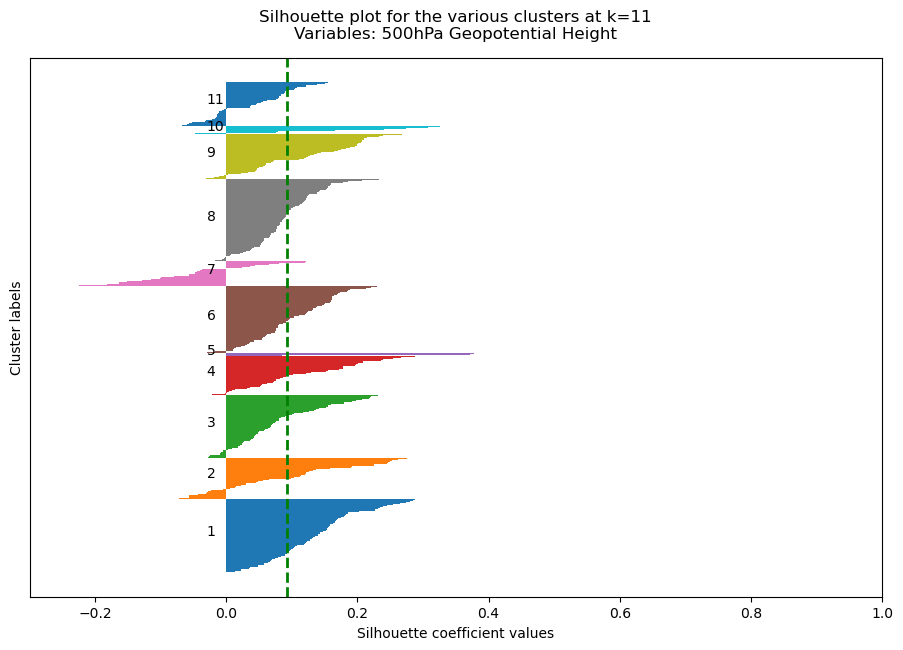 Silhouette plot for the various clusters at k=11
Variables: 500hPa Geopotential Height
Cluster labels
11
10
9
8
7
6
5
4
3
2
1
−0.2 0.0 0.2 0.4 0.6 0.8 1.0
Silhouette coefficient values